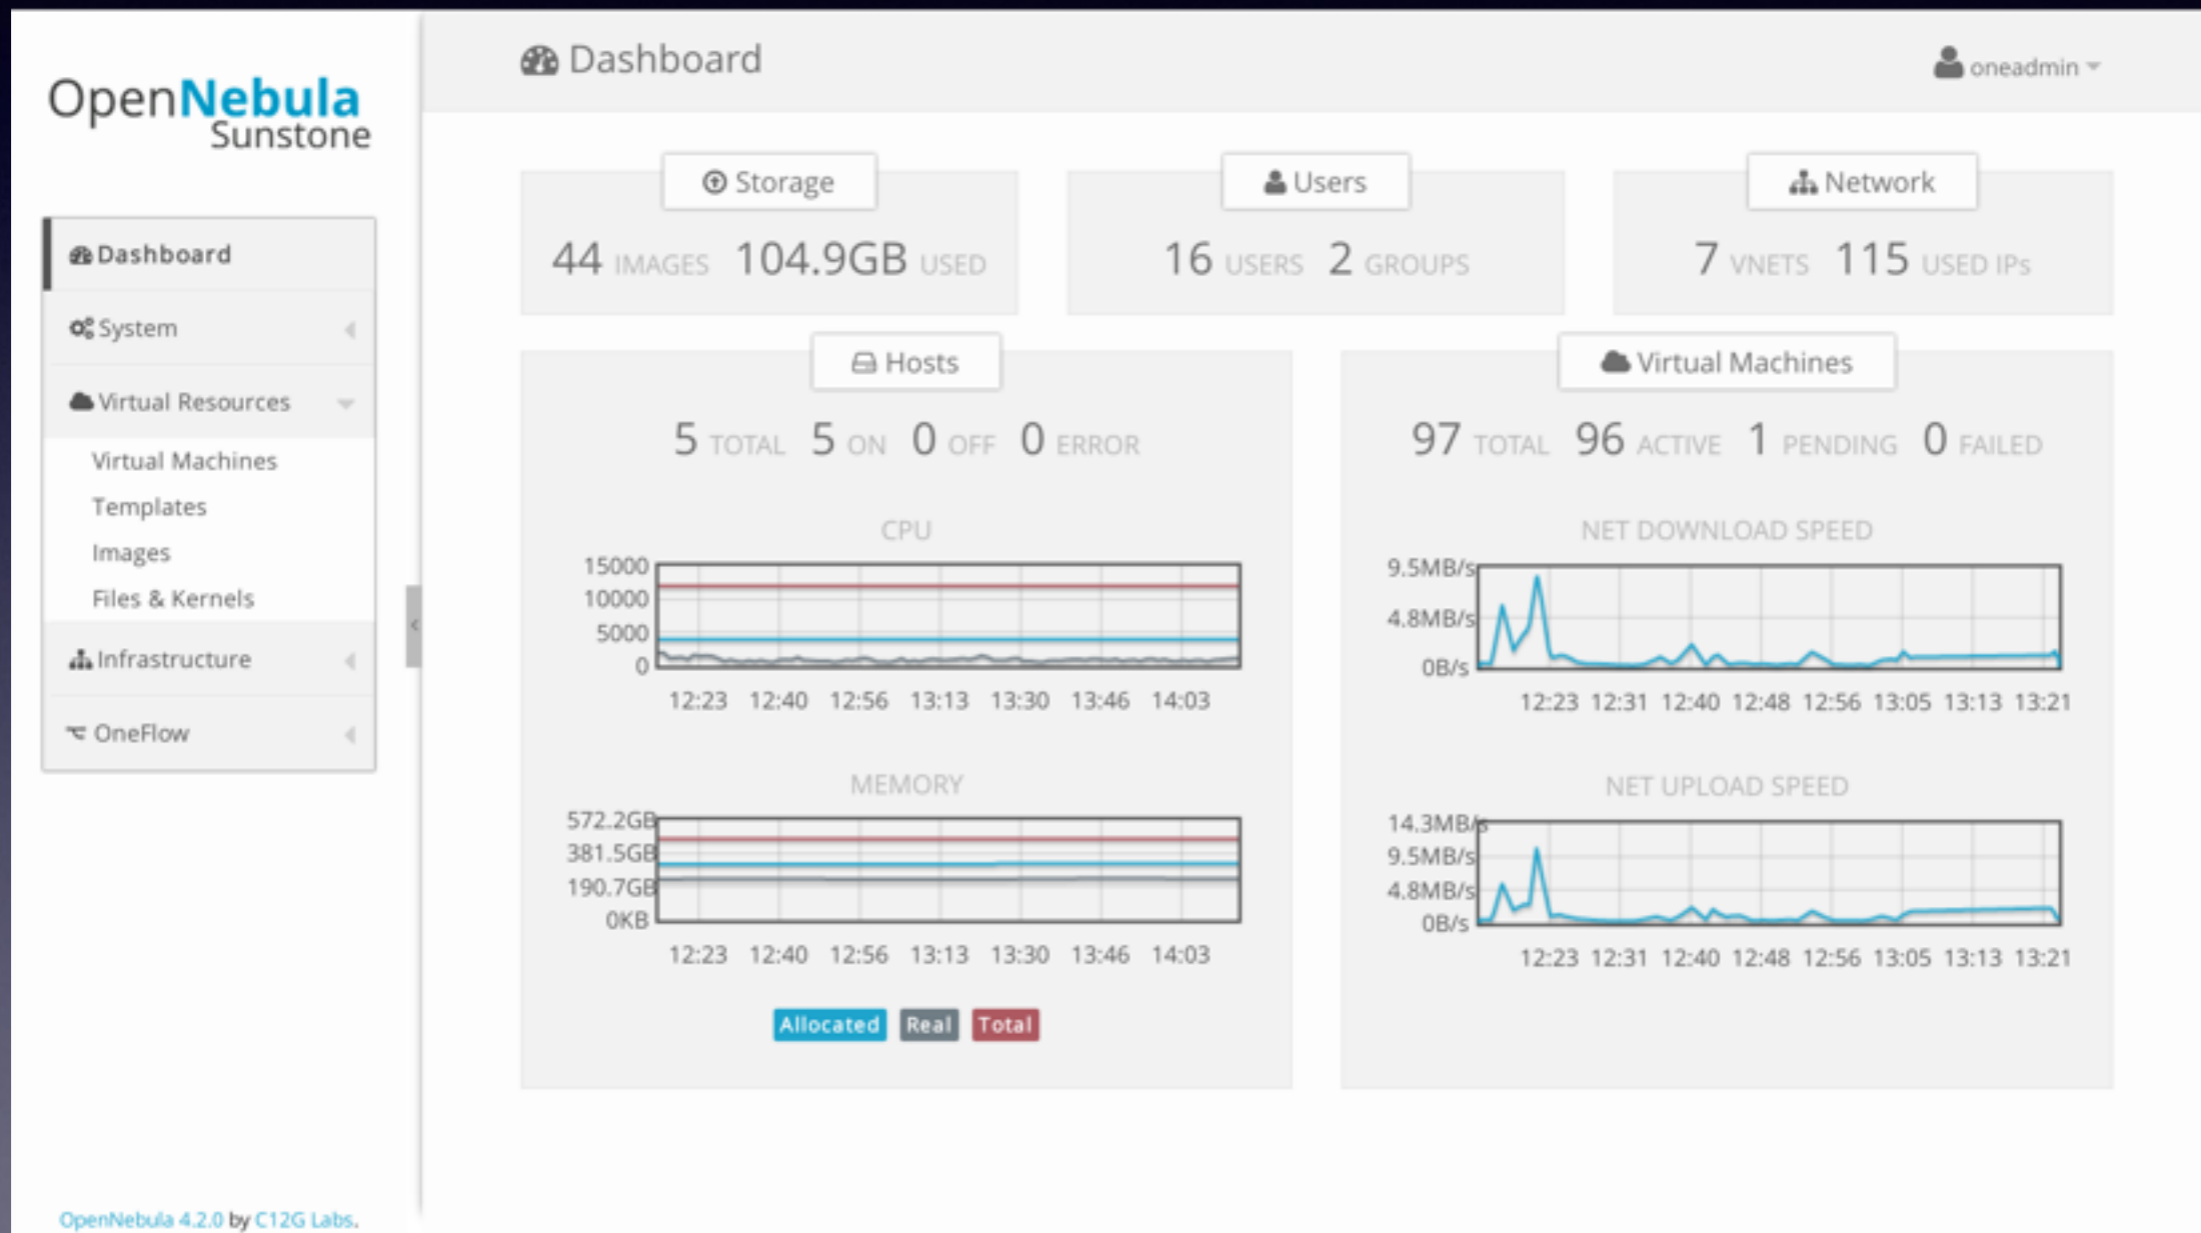 OpenNebula
Sunstone
Dashboard
System
Virtual Resources
Virtual Machines
Templates
Images
Files & Kernels
Infrastructure
OneFlow
OpenNebula 4.2.0 by C12G Labs.
Dashboard
oneadmin
Storage
44 IMAGES 104.9GB USED
Users
16 USERS 2 GROUPS
Network
7 VNETS 115 USED IPs
Hosts
5 TOTAL 5 ON 0 OFF 0 ERROR
CPU
15000
10000
5000
0
12:23 12:40 12:56 13:13 13:30 13:46 14:03
MEMORY
572.2GB
381.5GB
190.7GB
0KB
12:23 12:40 12:56 13:13 13:30 13:46 14:03
Allocated Real Total
Virtual Machines
97 TOTAL 96 ACTIVE 1 PENDING 0 FAILED
NET DOWNLOAD SPEED
9.5MB/s
4.8MB/s
0B/s
12:23 12:31 12:40 12:48 12:56 13:05 13:13 13:21
NET UPLOAD SPEED
14.3MB/s
9.5MB/s
4.8MB/s
0B/s
12:23 12:31 12:40 12:48 12:56 13:05 13:13 13:21